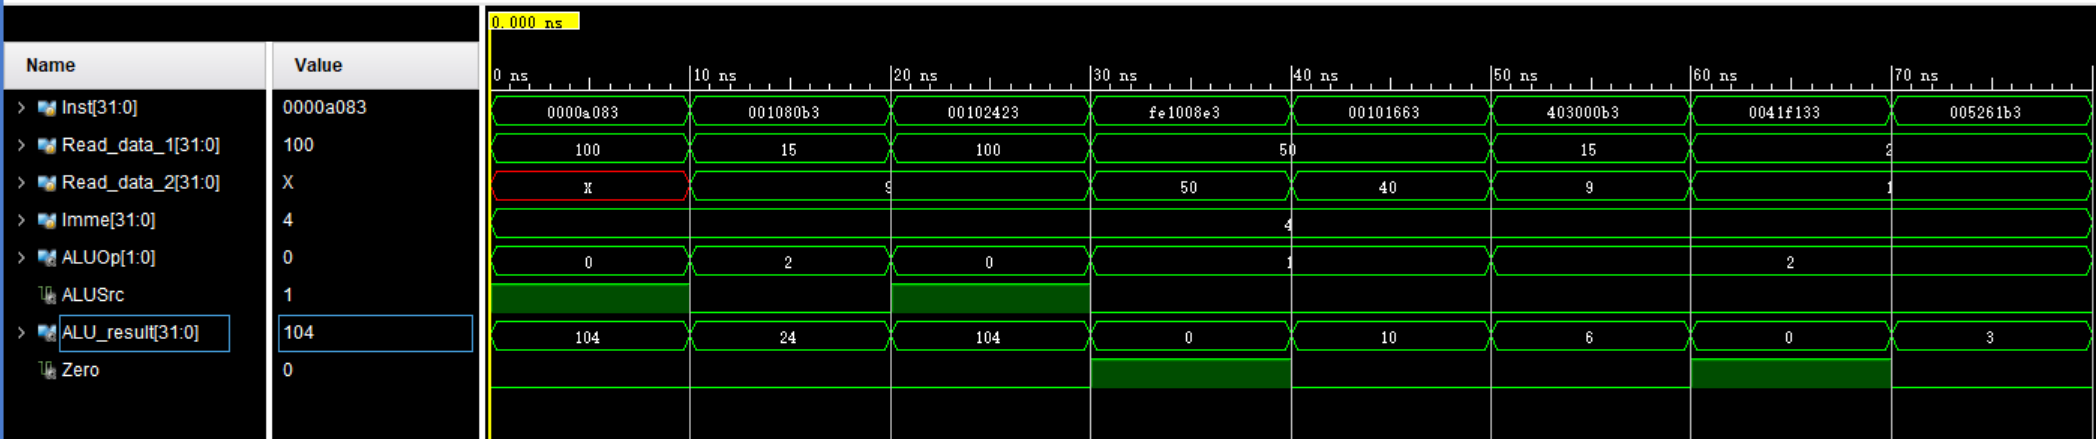 0.000 ns
Name Value 0 ns 10 ns 20 ns 30 ns 40 ns 50 ns 60 ns 70 ns
Inst[31:0] 0000a083 0000a083 001080b3 00102423 fe1008e3 00101663 403000b3 0041f133 005261b3
Read_data_1[31:0] 100 100 15 100 50 15 2
Read_data_2[31:0] X X 9 50 40 9 1
Imme[31:0] 4 4
ALUOp[1:0] 0 0 2 0 1 2
ALUSrc 1
ALU_result[31:0] 104 104 24 104 0 10 6 0 3
Zero 0